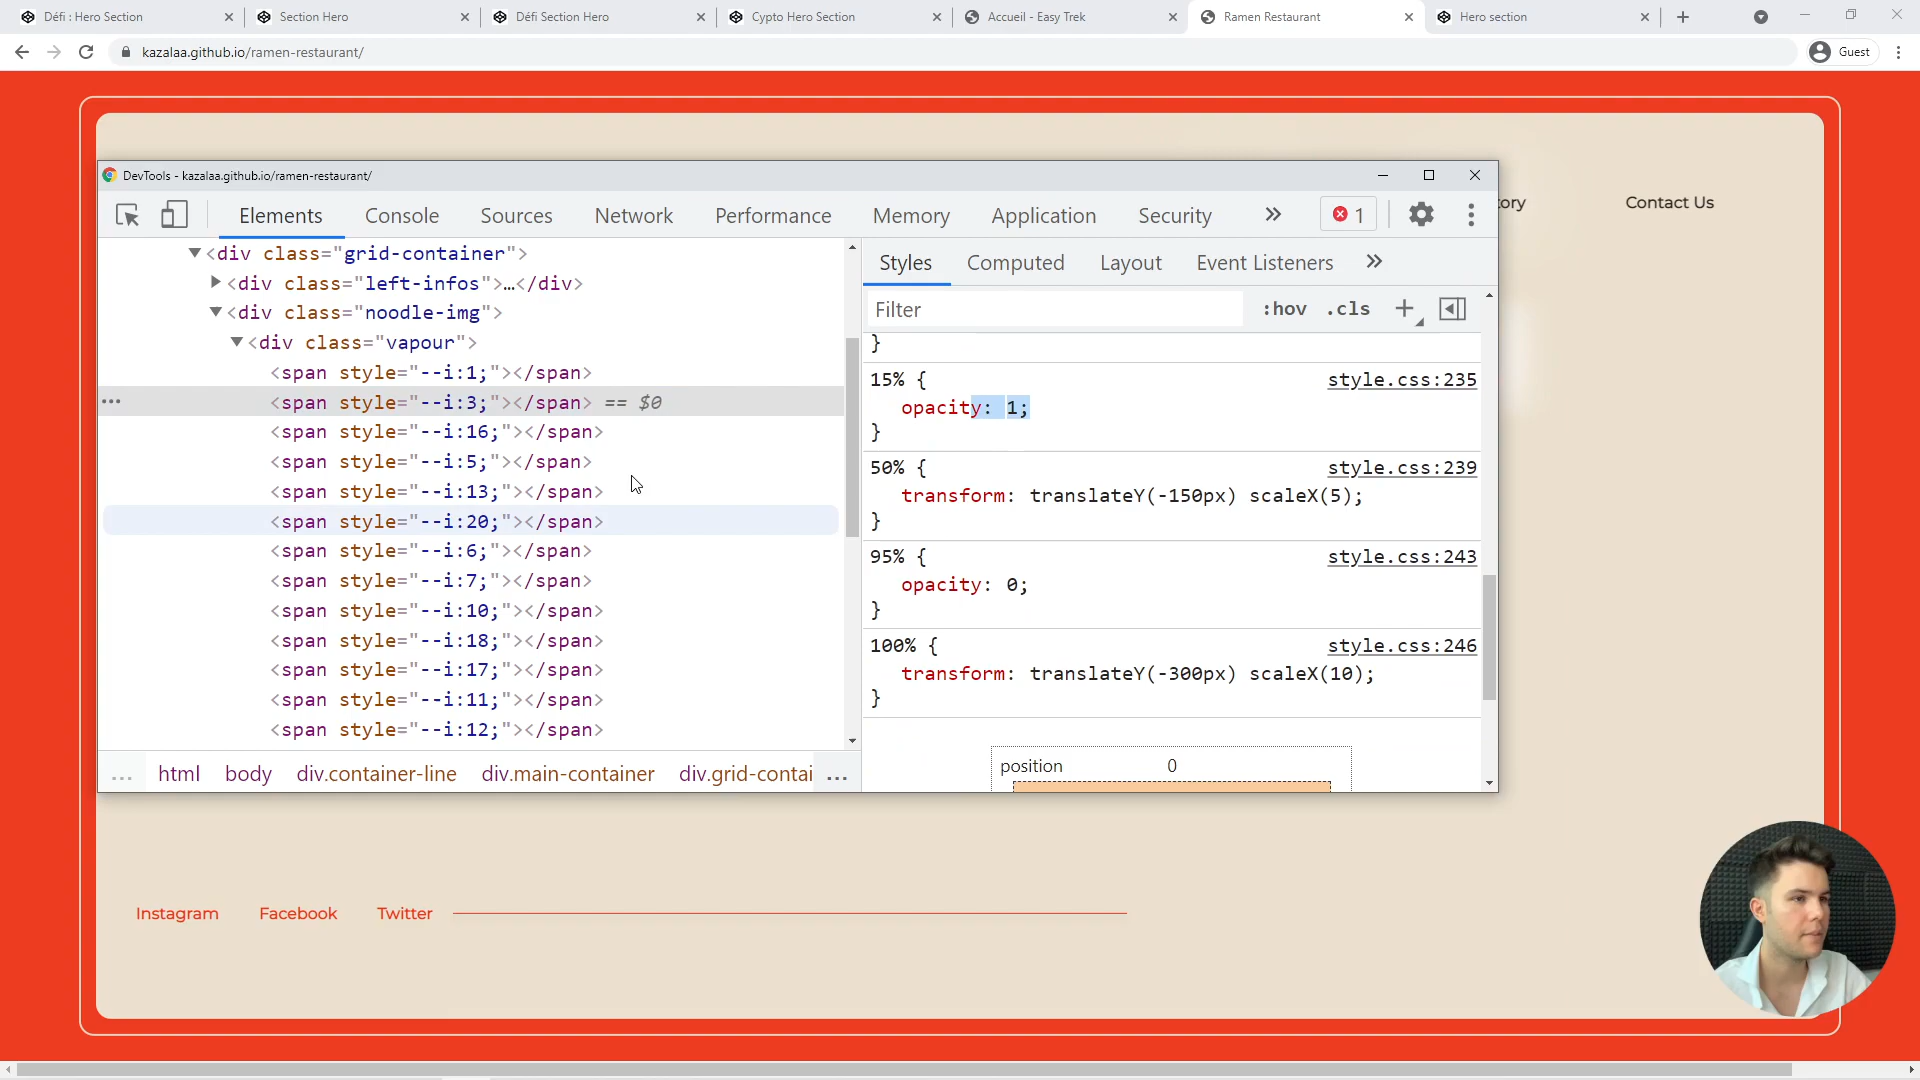 Défi : Hero Section
Section Hero
Défi Section Hero
Cypto Hero Section
Accueil - Easy Trek
Ramen Restaurant
Hero section
kazalaa.github.io/ramen-restaurant/
Guest
ory
Contact Us
DevTools - kazalaa.github.io/ramen-restaurant/
Elements
Console
Sources
Network
Performance
Memory
Application
Security
1
<div class="grid-container">
<div class="left-infos">…</div>
<div class="noodle-img">
<div class="vapour">
<span style="--i:1;"></span>
<span style="--i:3;"></span> == $0
<span style="--i:16;"></span>
<span style="--i:5;"></span>
<span style="--i:13;"></span>
<span style="--i:20;"></span>
<span style="--i:6;"></span>
<span style="--i:7;"></span>
<span style="--i:10;"></span>
<span style="--i:18;"></span>
<span style="--i:17;"></span>
<span style="--i:11;"></span>
<span style="--i:12;"></span>
... html body div.container-line div.main-container div.grid-contai ...
Styles
Computed
Layout
Event Listeners
Filter
:hov .cls
}
15% { style.css:235
opacity: 1;
}
50% { style.css:239
transform: translateY(-150px) scaleX(5);
}
95% { style.css:243
opacity: 0;
}
100% { style.css:246
transform: translateY(-300px) scaleX(10);
}
position 0
Instagram
Facebook
Twitter